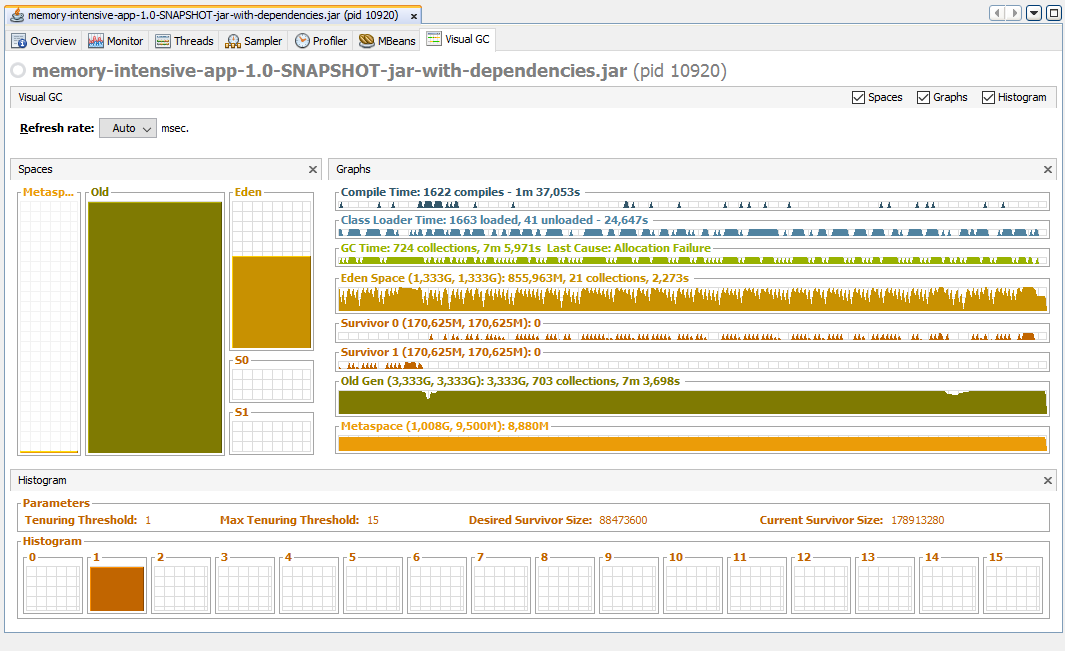 memory-intensive-app-1.0-SNAPSHOT-jar-with-dependencies.jar (pid 10920)
Overview Monitor Threads Sampler Profiler MBeans Visual GC
memory-intensive-app-1.0-SNAPSHOT-jar-with-dependencies.jar (pid 10920)
Visual GC Spaces Graphs Histogram
Refresh rate: Auto msec.
Spaces
Metasp... Old Eden
S0
S1
Graphs
Compile Time: 1622 compiles - 1m 37,053s
Class Loader Time: 1663 loaded, 41 unloaded - 24,647s
GC Time: 724 collections, 7m 5,971s Last Cause: Allocation Failure
Eden Space (1,333G, 1,333G): 855,963M, 21 collections, 2,273s
Survivor 0 (170,625M, 170,625M): 0
Survivor 1 (170,625M, 170,625M): 0
Old Gen (3,333G, 3,333G): 3,333G, 703 collections, 7m 3,698s
Metaspace (1,008G, 9,500M): 8,880M
Histogram
Parameters
Tenuring Threshold: 1 Max Tenuring Threshold: 15 Desired Survivor Size: 88473600 Current Survivor Size: 178913280
Histogram
0 1 2 3 4 5 6 7 8 9 10 11 12 13 14 15